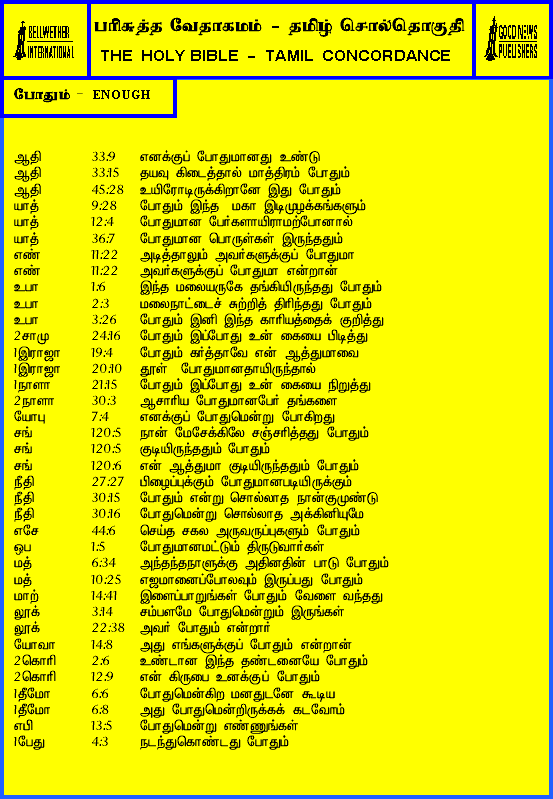 BELLWETHER
INTERNATIONAL
பரிசுத்த வேதாகமம் - தமிழ் சொல்தொகுதி
THE HOLY BIBLE - TAMIL CONCORDANCE
GOOD NEWS
PUBLISHERS
போதும் - ENOUGH
ஆதி 33:9 எனக்குப் போதுமானது உண்டு
ஆதி 33:15 தயவு கிடைத்தால் மாத்திரம் போதும்
ஆதி 45:28 உயிரோடிருக்கிறானே இது போதும்
யாத் 9:28 போதும் இந்த மகா இடிமுழக்கங்களும்
யாத் 12:4 போதுமான பேர்களாயிராமற்போனால்
யாத் 36:7 போதுமான பொருள்கள் இருந்ததும்
எண் 11:22 அடித்தாலும் அவர்களுக்குப் போதுமா
எண் 11:22 அவர்களுக்குப் போதுமா என்றான்
உபா 1:6 இந்த மலையருகே தங்கியிருந்தது போதும்
உபா 2:3 மலைநாட்டைச் சுற்றித் திரிந்தது போதும்
உபா 3:26 போதும் இனி இந்த காரியத்தைக் குறித்து
2சாமு 24:16 போதும் இப்போது உன் கையை பிடித்து
1இராஜா 19:4 போதும் கர்த்தாவே என் ஆத்துமாவை
1இராஜா 20:10 தூள் போதுமானதாயிருந்தால்
1நாளா 21:15 போதும் இப்போது உன் கையை நிறுத்து
2நாளா 30:3 ஆசாரிய போதுமானபேர் தங்களை
யோபு 7:4 எனக்குப் போதுமென்று போகிறது
சங் 120:5 நான் மேசேக்கிலே சஞ்சரித்தது போதும்
சங் 120:5 குடியிருந்ததும் போதும்
சங் 120:6 என் ஆத்துமா குடியிருந்ததும் போதும்
நீதி 27:27 பிழைப்புக்கும் போதுமானபடியிருக்கும்
நீதி 30:15 போதும் என்று சொல்லாத நான்குமுண்டு
நீதி 30:16 போதுமென்று சொல்லாத அக்கினியுமே
எசே 44:6 செய்த சகல அருவருப்புகளும் போதும்
ஒப 1:5 போதுமானமட்டும் திருடுவார்கள்
மத் 6:34 அந்தந்தநாளுக்கு அதினதின் பாடு போதும்
மத் 10:25 எஜமானைப்போலவும் இருப்பது போதும்
மாற் 14:41 இளைப்பாறுங்கள் போதும் வேளை வந்தது
லூக் 3:14 சம்பளமே போதுமென்றும் இருங்கள்
லூக் 22:38 அவர் போதும் என்றார்
யோவா 14:8 அது எங்களுக்குப் போதும் என்றான்
2கொரி 2:6 உண்டான இந்த தண்டனையே போதும்
2கொரி 12:9 என் கிருபை உனக்குப் போதும்
1தீமோ 6:6 போதுமென்கிற மனதுடனே கூடிய
1தீமோ 6:8 அது போதுமென்றிருக்கக் கடவோம்
எபி 13:5 போதுமென்று எண்ணுங்கள்
1பேது 4:3 நடந்துகொண்டது போதும்